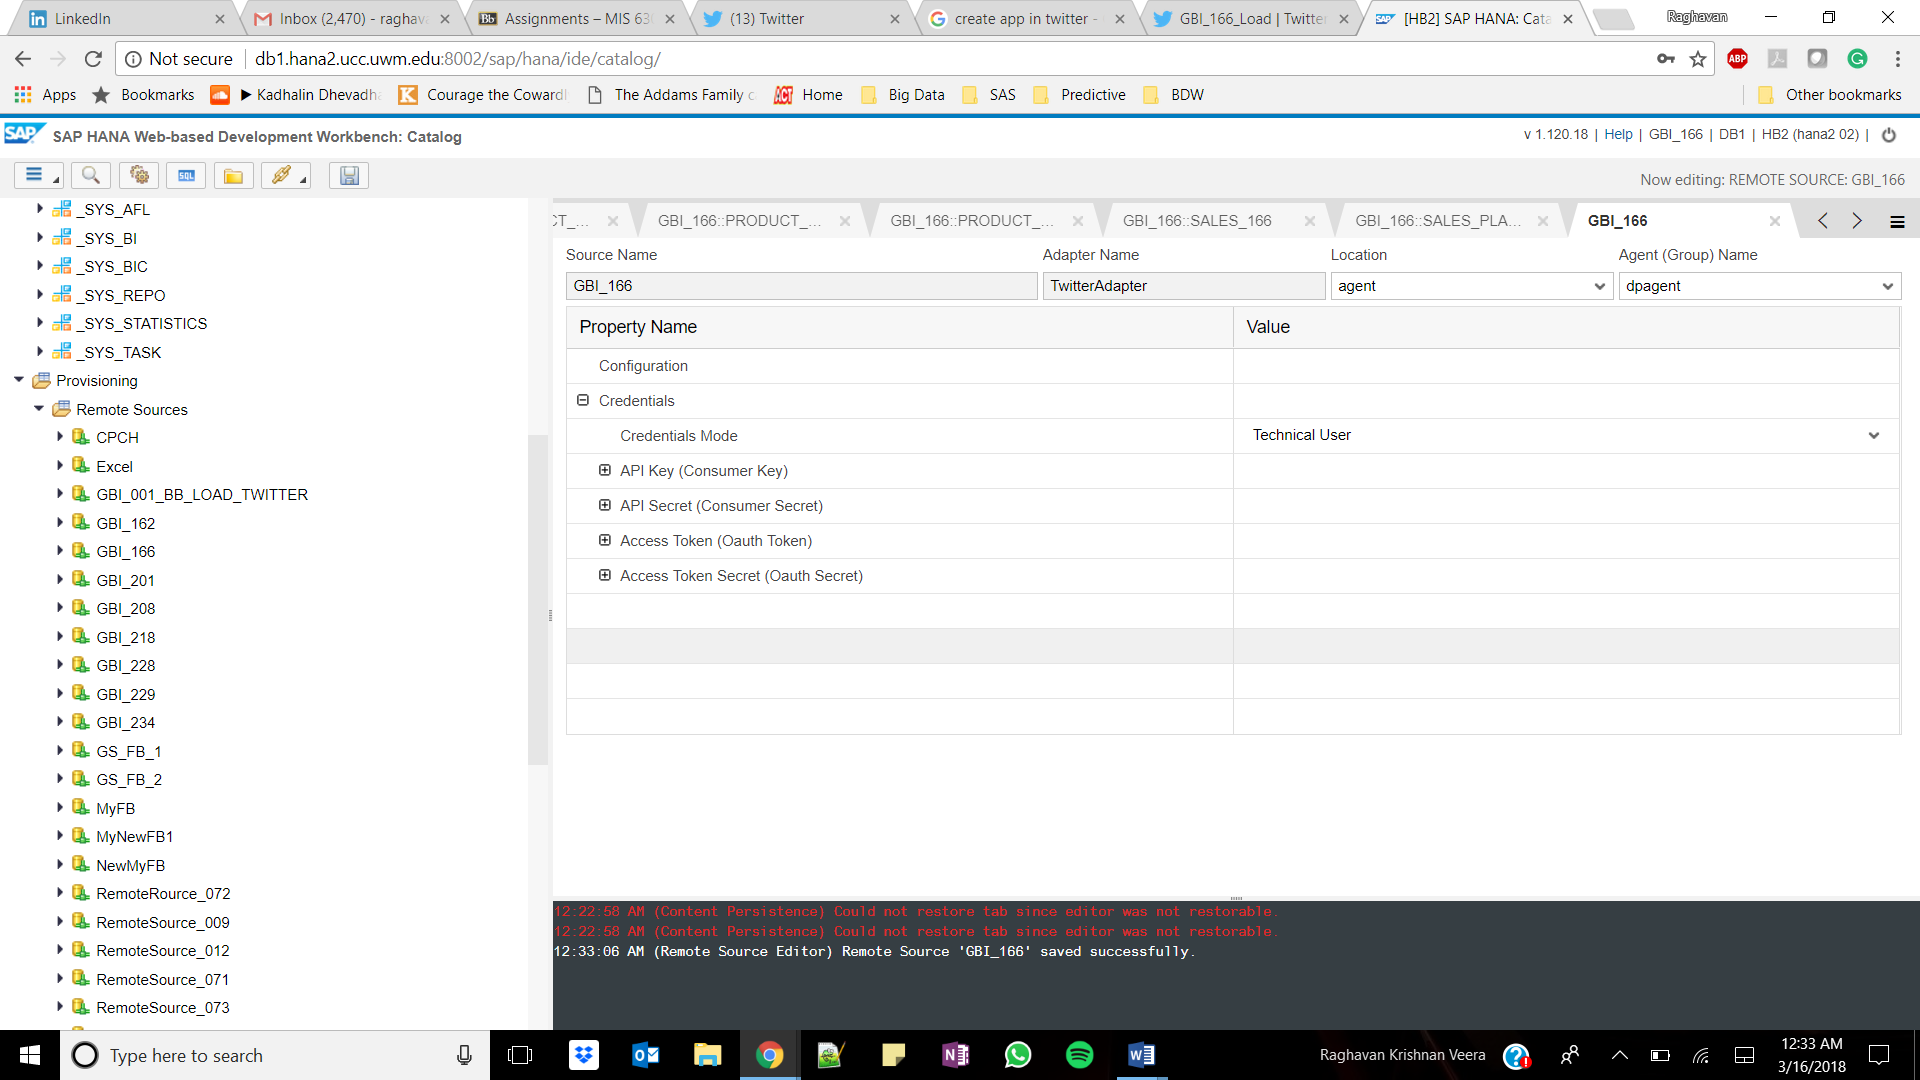 LinkedIn
Inbox (2,470) - raghava
Assignments – MIS 630
(13) Twitter
create app in twitter -
GBI_166_Load | Twitter
[HB2] SAP HANA: Cata
Raghavan
Not secure
db1.hana2.ucc.uwm.edu:8002/sap/hana/ide/catalog/
ABP
Apps
Bookmarks
Kadhalin Dhevadha
Courage the Cowardl
The Addams Family c
Home
Big Data
SAS
Predictive
BDW
Other bookmarks
SAP
SAP HANA Web-based Development Workbench: Catalog
v 1.120.18 | Help | GBI_166 | DB1 | HB2 (hana2 02) |
SQL
Now editing: REMOTE SOURCE: GBI_166
_SYS_AFL
_SYS_BI
_SYS_BIC
_SYS_REPO
_SYS_STATISTICS
_SYS_TASK
Provisioning
Remote Sources
CPCH
Excel
GBI_001_BB_LOAD_TWITTER
GBI_162
GBI_166
GBI_201
GBI_208
GBI_218
GBI_228
GBI_229
GBI_234
GS_FB_1
GS_FB_2
MyFB
MyNewFB1
NewMyFB
RemoteRource_072
RemoteSource_009
RemoteSource_012
RemoteSource_071
RemoteSource_073
CT_...
GBI_166::PRODUCT_...
GBI_166::PRODUCT_...
GBI_166::SALES_166
GBI_166::SALES_PLA...
GBI_166
Source Name
Adapter Name
Location
Agent (Group) Name
GBI_166
TwitterAdapter
agent
dpagent
Property Name
Value
Configuration
Credentials
Credentials Mode
Technical User
API Key (Consumer Key)
API Secret (Consumer Secret)
Access Token (Oauth Token)
Access Token Secret (Oauth Secret)
12:22:58 AM (Content Persistence) Could not restore tab since editor was not restorable.
12:22:58 AM (Content Persistence) Could not restore tab since editor was not restorable.
12:33:06 AM (Remote Source Editor) Remote Source 'GBI_166' saved successfully.
Type here to search
Raghavan Krishnan Veera
12:33 AM
3/16/2018